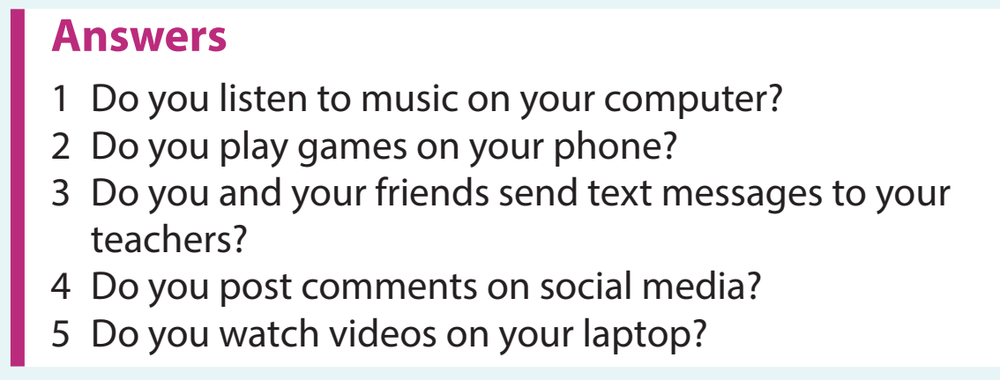 Answers
1 Do you listen to music on your computer?
2 Do you play games on your phone?
3 Do you and your friends send text messages to your
teachers?
4 Do you post comments on social media?
5 Do you watch videos on your laptop?